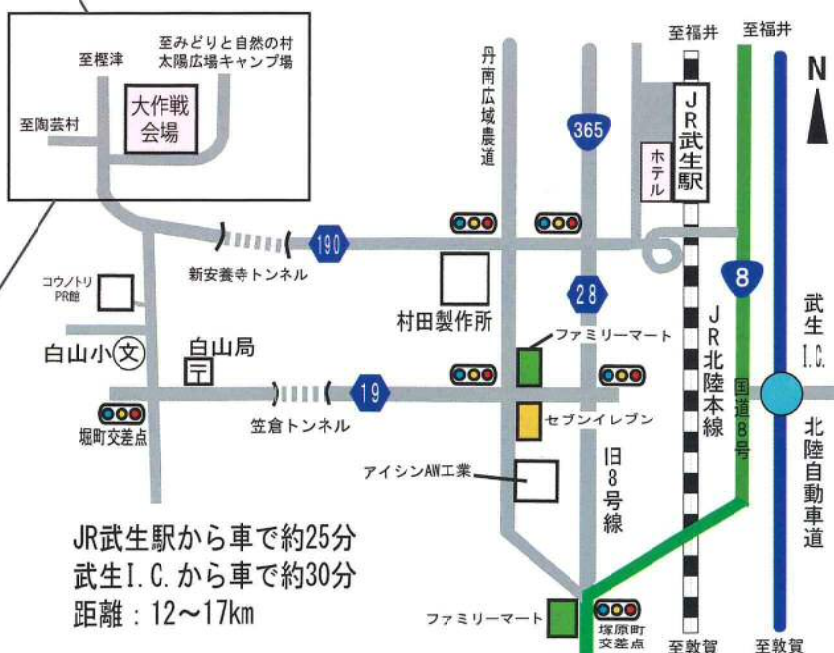 至樫津
至みどりと自然の村
太陽広場キャンプ場
至陶芸村
大作戦
会場
丹南広域農道
365
至福井
至福井
N
JR武生駅
ホテル
190
新安養寺トンネル
コウノトリ
PR館
村田製作所
28
8
ファミリーマート
JR北陸本線
武生I.C.
白山小
文
白山局
〒
19
笠倉トンネル
堀町交差点
セブンイレブン
国道8号
北陸自動車道
アイシンAW工業
旧8号線
JR武生駅から車で約25分
武生I.C.から車で約30分
距離：12～17km
ファミリーマート
塚原町
交差点
至敦賀
至敦賀